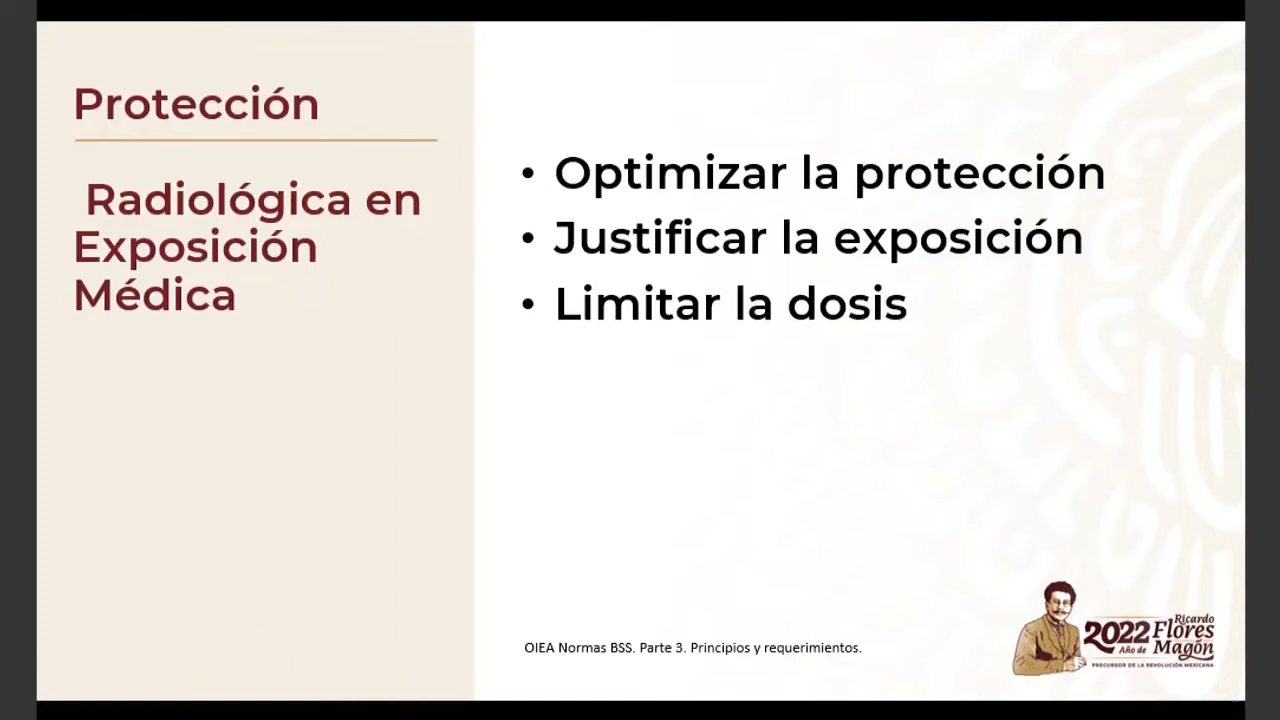 Protección
Radiológica en
Exposición
Médica
• Optimizar la protección
• Justificar la exposición
• Limitar la dosis
OIEA Normas BSS. Parte 3. Principios y requerimientos.
2022
Año de
Ricardo
Flores
Magón
PRECURSOR DE LA REVOLUCIÓN MEXICANA